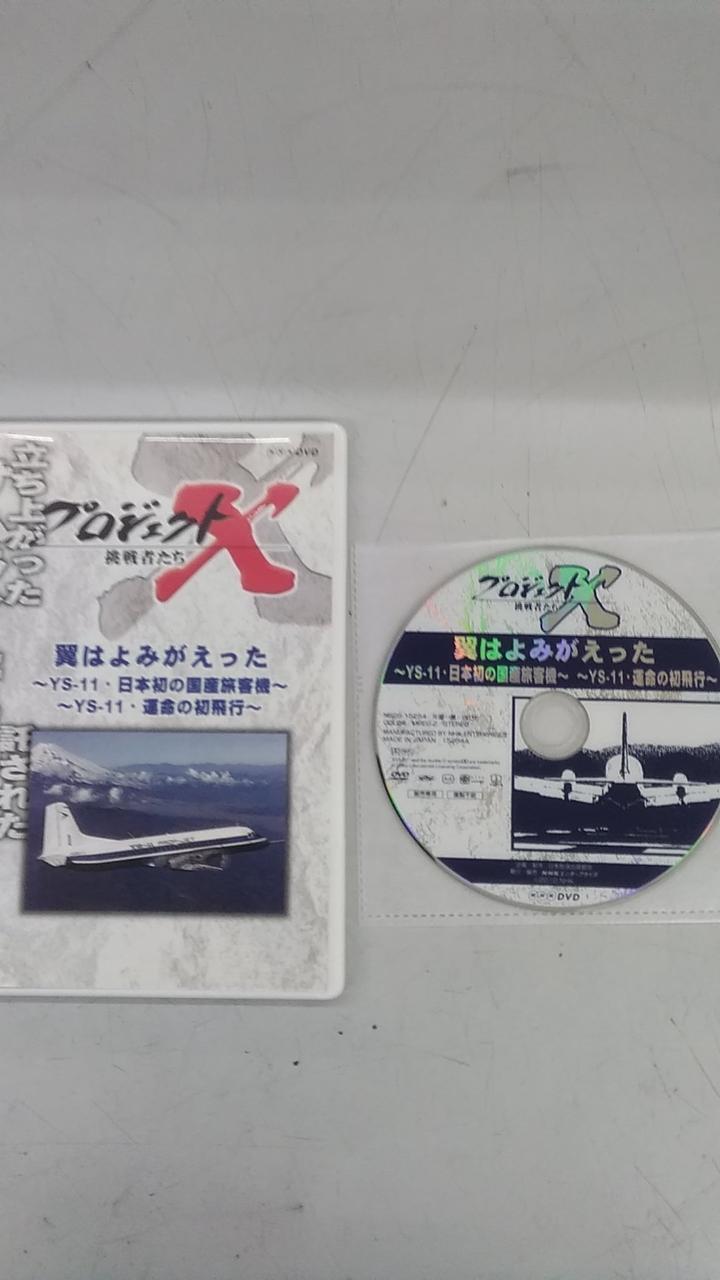 立ち上がった
許された
NHK DVD
プロジェクトX
挑戦者たち
翼はよみがえった
〜YS-11・日本初の国産旅客機〜
〜YS-11・運命の初飛行〜
プロジェクトX
挑戦者たち
翼はよみがえった
〜YS-11・日本初の国産旅客機〜 〜YS-11・運命の初飛行〜
MADE IN JAPAN
DVD
NHK DVD